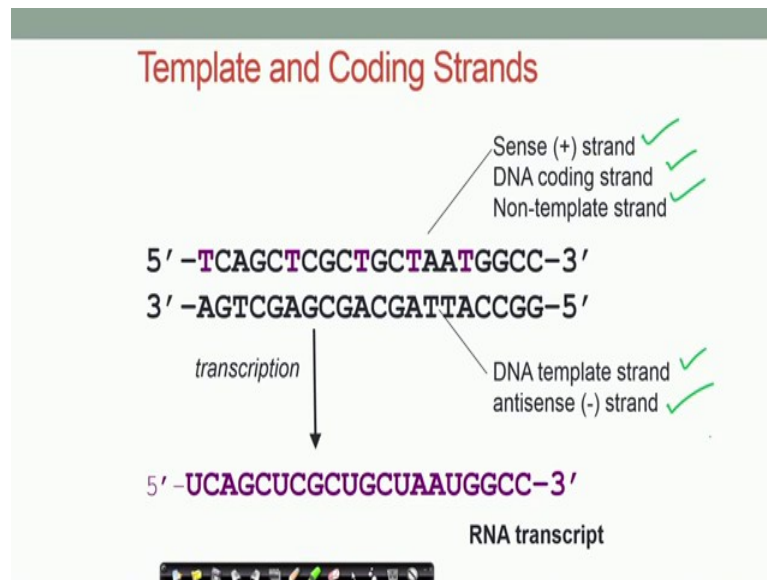 Template and Coding Strands
Sense (+) strand
DNA coding strand
Non-template strand
5′ –TCAGCTCGCTGCTAATGGCC–3′
3′ –AGTCGAGCGACGATTACCGG–5′
transcription
DNA template strand
antisense (-) strand
5′ –UCAGCUCGCUGCUAAUGGCC–3′
RNA transcript